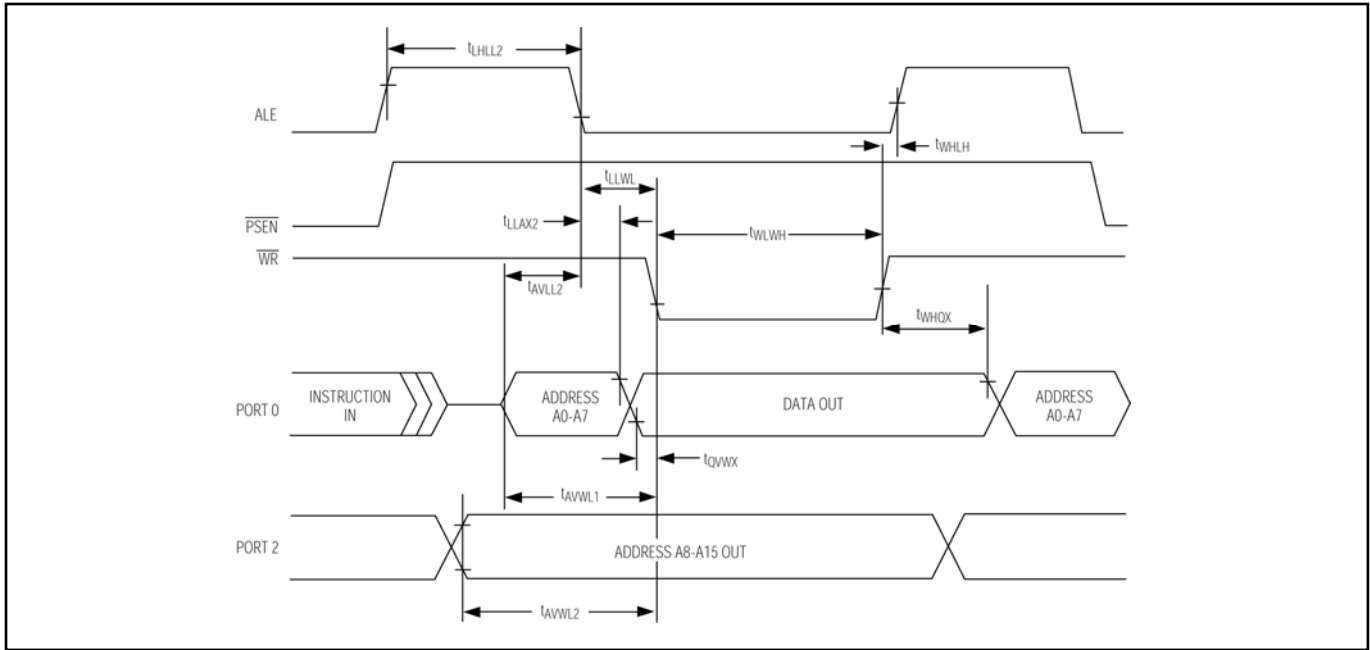 tLHLL2
ALE
tWHLH
tLLWL
PSEN
tLLAX2
tWLWH
WR
tAVLL2
tWHQX
PORT 0
INSTRUCTION
IN
ADDRESS
A0-A7
DATA OUT
ADDRESS
A0-A7
tQVWX
tAVWL1
PORT 2
ADDRESS A8-A15 OUT
tAVWL2